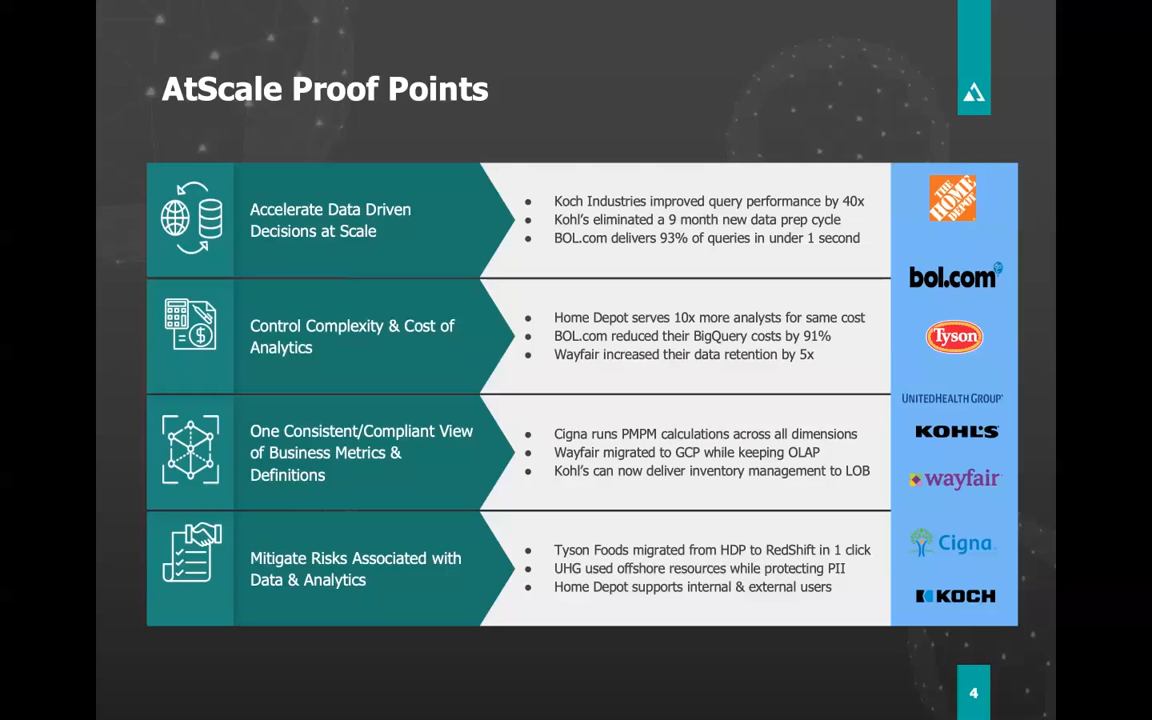 AtScale Proof Points
Accelerate Data Driven
Decisions at Scale
● Koch Industries improved query performance by 40x
● Kohl's eliminated a 9 month new data prep cycle
● BOL.com delivers 93% of queries in under 1 second
Control Complexity & Cost of
Analytics
● Home Depot serves 10x more analysts for same cost
● BOL.com reduced their BigQuery costs by 91%
● Wayfair increased their data retention by 5x
One Consistent/Compliant View
of Business Metrics &
Definitions
● Cigna runs PMPM calculations across all dimensions
● Wayfair migrated to GCP while keeping OLAP
● Kohl's can now deliver inventory management to LOB
Mitigate Risks Associated with
Data & Analytics
● Tyson Foods migrated from HDP to RedShift in 1 click
● UHG used offshore resources while protecting PII
● Home Depot supports internal & external users
THE
HOME
DEPOT
bol.com
Tyson
UNITEDHEALTH GROUP
KOHL'S
wayfair
Cigna
KOCH
4